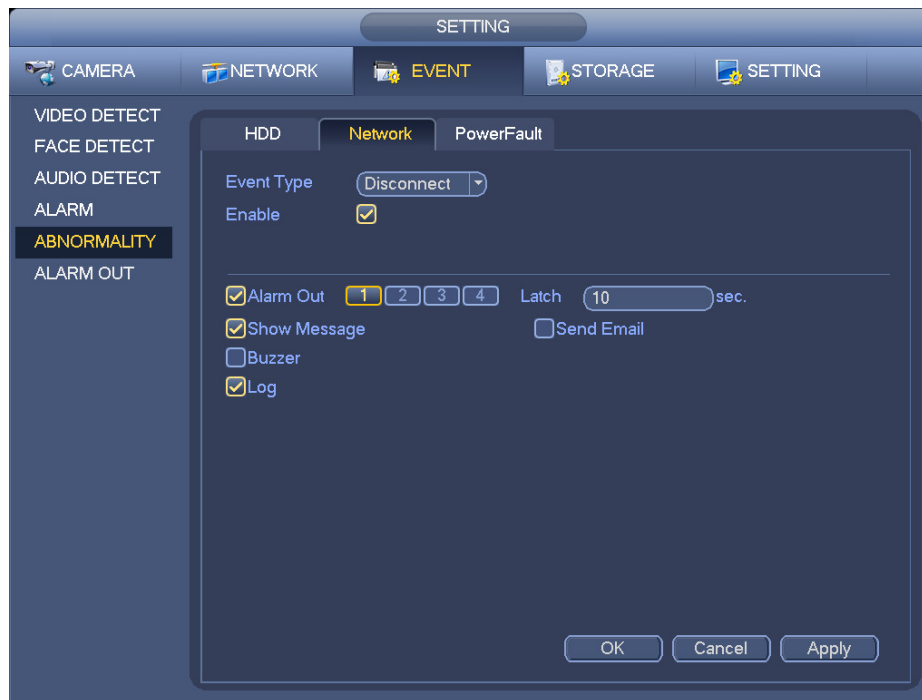 SETTING
CAMERA NETWORK EVENT STORAGE SETTING
VIDEO DETECT
FACE DETECT
AUDIO DETECT
ALARM
ABNORMALITY
ALARM OUT
HDD Network PowerFault
Event Type Disconnect
Enable
Alarm Out 1 2 3 4 Latch 10 sec.
Show Message Send Email
Buzzer
Log
OK Cancel Apply